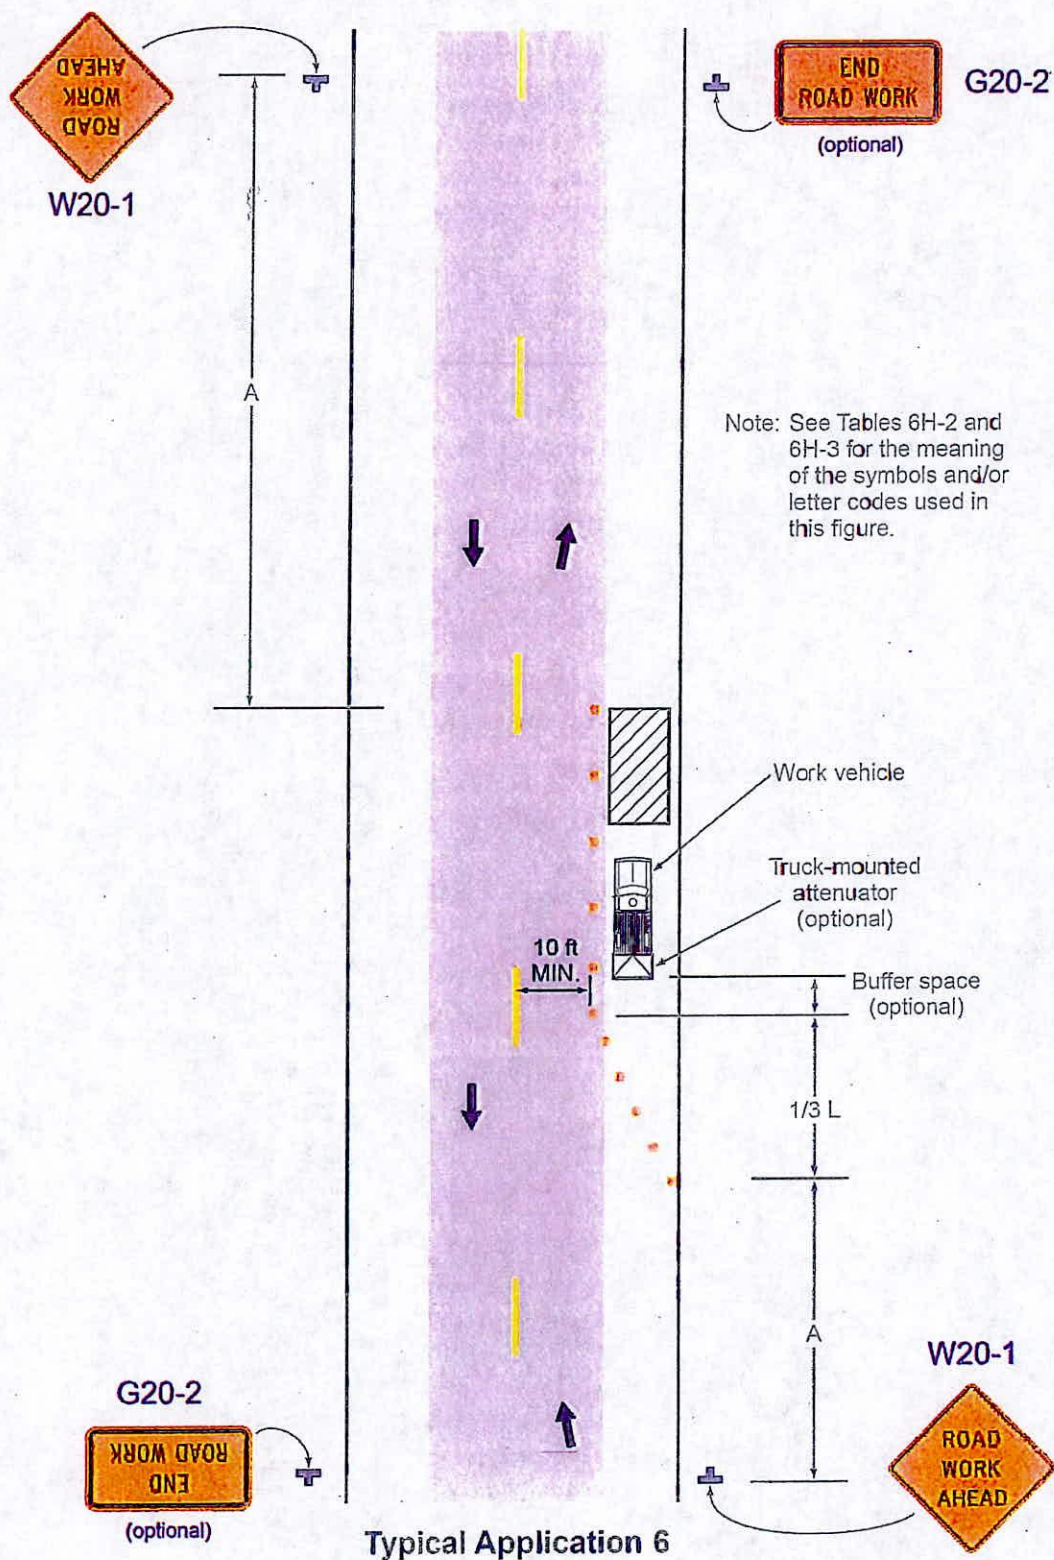 ROAD
WORK
AHEAD
W20-1
END
ROAD WORK
(optional)
G20-2
A
Note: See Tables 6H-2 and
6H-3 for the meaning
of the symbols and/or
letter codes used in
this figure.
Work vehicle
Truck-mounted
attenuator
(optional)
10 ft
MIN.
Buffer space
(optional)
1/3 L
A
W20-1
ROAD
WORK
AHEAD
G20-2
END
ROAD WORK
(optional)
Typical Application 6